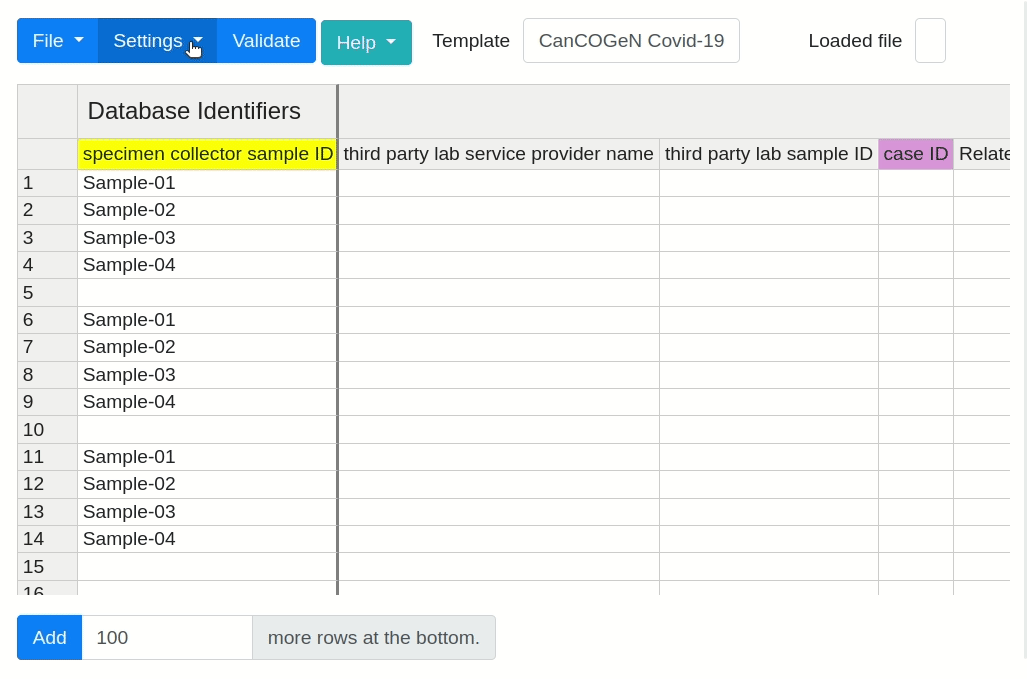 File Settings Validate Help Template CanCOGeN Covid-19 Loaded file
Database Identifiers
specimen collector sample ID third party lab service provider name third party lab sample ID case ID Relate
1 Sample-01
2 Sample-02
3 Sample-03
4 Sample-04
5
6 Sample-01
7 Sample-02
8 Sample-03
9 Sample-04
10
11 Sample-01
12 Sample-02
13 Sample-03
14 Sample-04
15
16
Add 100 more rows at the bottom.